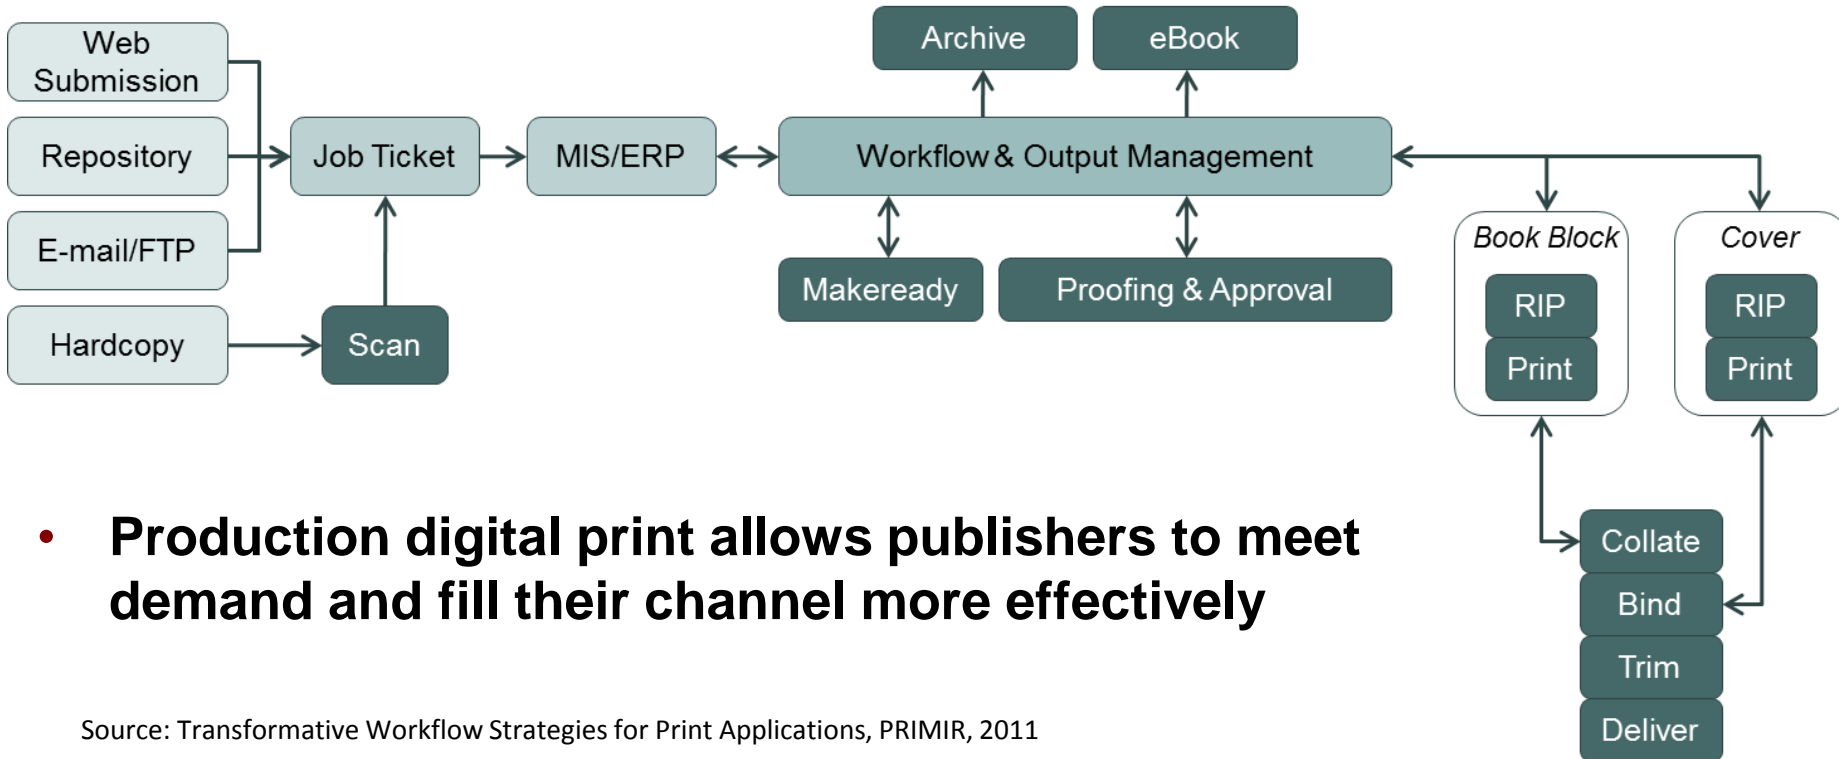 Web
Submission
Repository
E-mail/FTP
Hardcopy
Job Ticket
Scan
MIS/ERP
Archive
eBook
Workflow & Output Management
Makeready
Proofing & Approval
Book Block
RIP
Print
Cover
RIP
Print
Collate
Bind
Trim
Deliver
• Production digital print allows publishers to meet
demand and fill their channel more effectively
Source: Transformative Workflow Strategies for Print Applications, PRIMIR, 2011